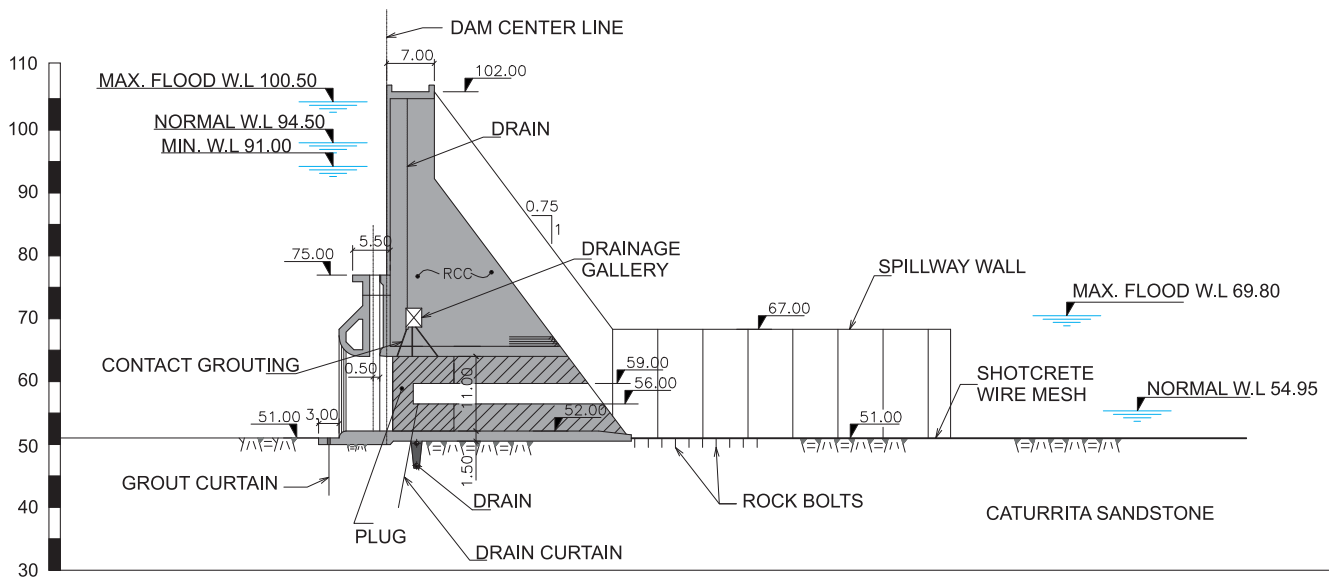 DAM CENTER LINE
7.00
110
102.00
MAX. FLOOD W.L 100.50
100
NORMAL W.L 94.50
DRAIN
MIN. W.L 91.00
90
0.75
1
80
5.50
75.00
DRAINAGE
GALLERY
RCC
SPILLWAY WALL
MAX. FLOOD W.L 69.80
70
67.00
CONTACT GROUTING
0.50
60
59.00
56.00
11.00
SHOTCRETE
WIRE MESH
NORMAL W.L 54.95
51.00
3.00
52.00
51.00
50
1.50
GROUT CURTAIN
DRAIN
ROCK BOLTS
CATURRITA SANDSTONE
40
PLUG
DRAIN CURTAIN
30